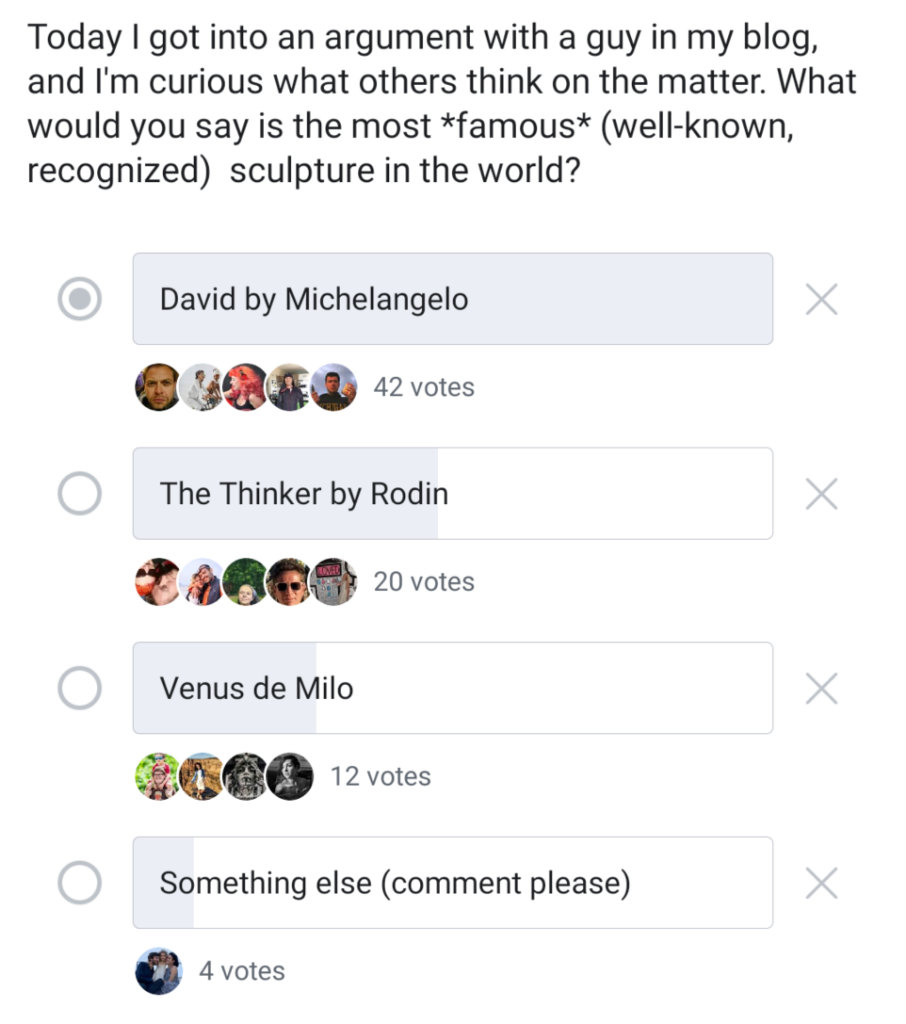 Today I got into an argument with a guy in my blog,
and I'm curious what others think on the matter. What
would you say is the most *famous* (well-known,
recognized)  sculpture in the world?
David by Michelangelo
42 votes
The Thinker by Rodin
20 votes
Venus de Milo
12 votes
Something else (comment please)
4 votes